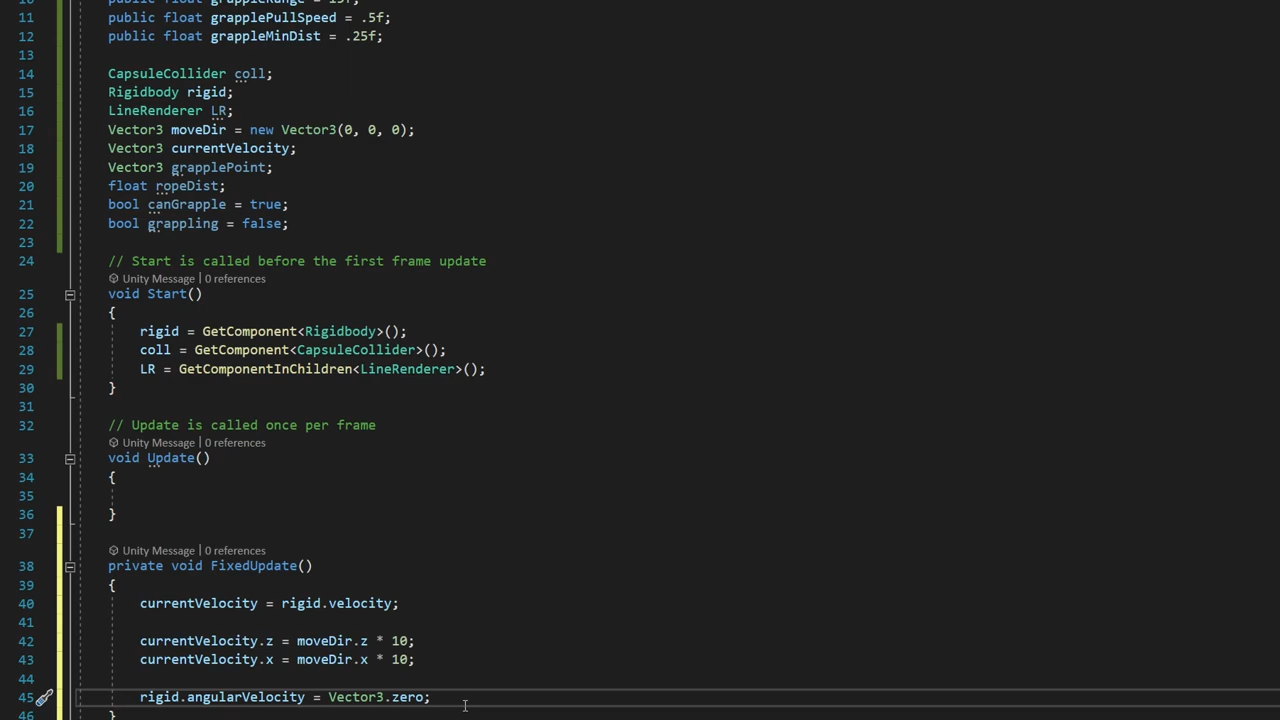 10 public float grappleRange = 15f;
11 public float grapplePullSpeed = .5f;
12 public float grappleMinDist = .25f;
13
14 CapsuleCollider coll;
15 Rigidbody rigid;
16 LineRenderer LR;
17 Vector3 moveDir = new Vector3(0, 0, 0);
18 Vector3 currentVelocity;
19 Vector3 grapplePoint;
20 float ropeDist;
21 bool canGrapple = true;
22 bool grappling = false;
23
24 // Start is called before the first frame update
Unity Message | 0 references
25 void Start()
26 {
27 rigid = GetComponent<Rigidbody>();
28 coll = GetComponent<CapsuleCollider>();
29 LR = GetComponentInChildren<LineRenderer>();
30 }
31
32 // Update is called once per frame
Unity Message | 0 references
33 void Update()
34 {
35
36 }
37
Unity Message | 0 references
38 private void FixedUpdate()
39 {
40 currentVelocity = rigid.velocity;
41
42 currentVelocity.z = moveDir.z * 10;
43 currentVelocity.x = moveDir.x * 10;
44
45 rigid.angularVelocity = Vector3.zero;
46 }